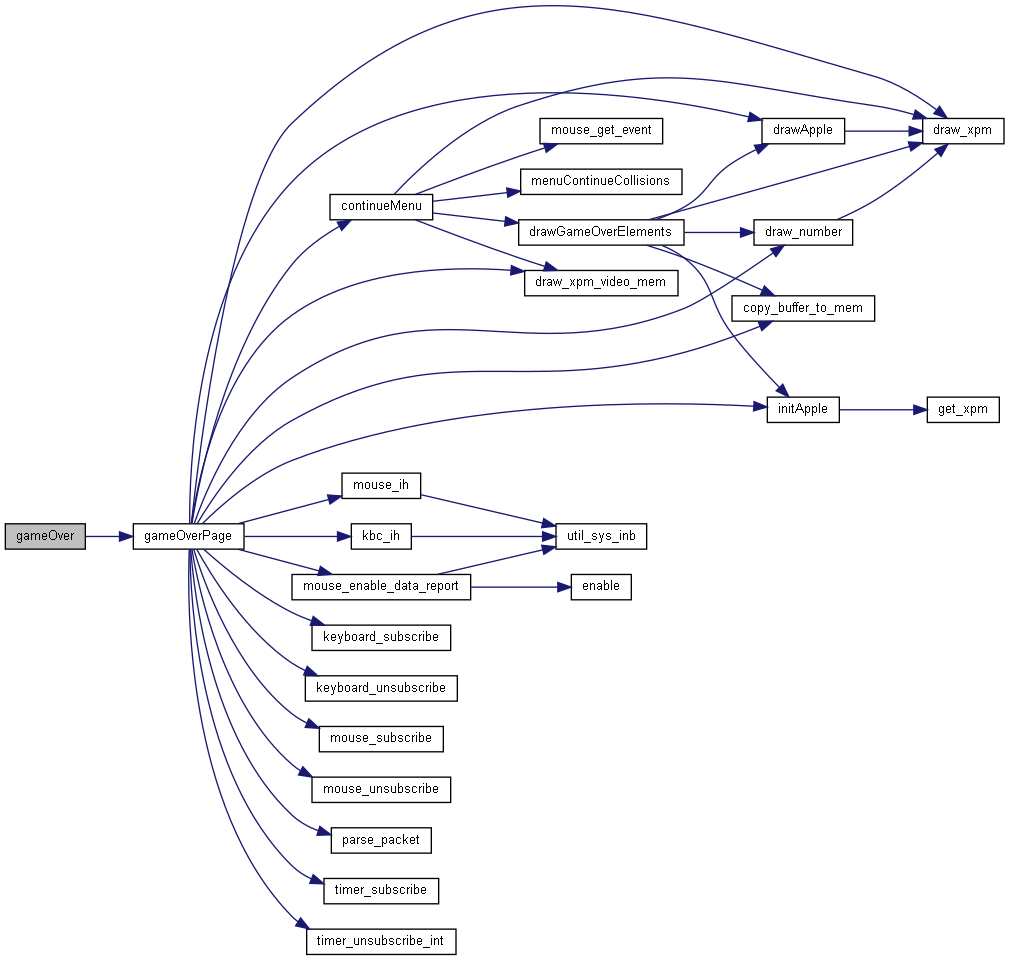 mouse_get_event
drawApple
draw_xpm
menuContinueCollisions
continueMenu
drawGameOverElements
draw_number
draw_xpm_video_mem
copy_buffer_to_mem
initApple
get_xpm
mouse_ih
gameOver
gameOverPage
kbc_ih
util_sys_inb
mouse_enable_data_report
enable
keyboard_subscribe
keyboard_unsubscribe
mouse_subscribe
mouse_unsubscribe
parse_packet
timer_subscribe
timer_unsubscribe_int